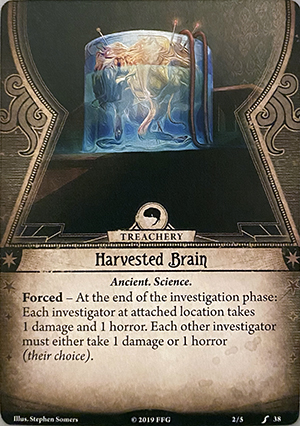 TREACHERY
Harvested Brain
Ancient. Science.
Forced – At the end of the investigation phase:
Each investigator at attached location takes
1 damage and 1 horror. Each other investigator
must either take 1 damage or 1 horror
(their choice).
Illus. Stephen Somers © 2019 FFG 2/5 38